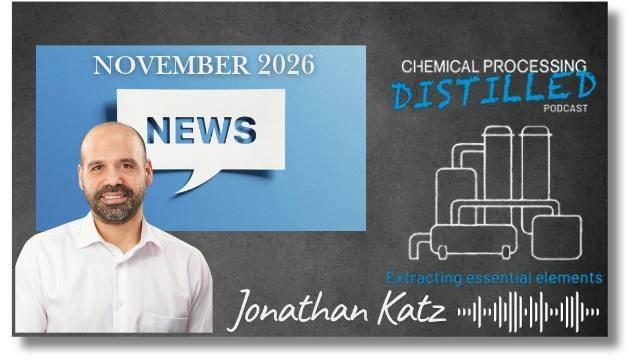 NOVEMBER 2026
NEWS
CHEMICAL PROCESSING
DISTILLED
PODCAST
Extracting essential elements
Jonathan Katz